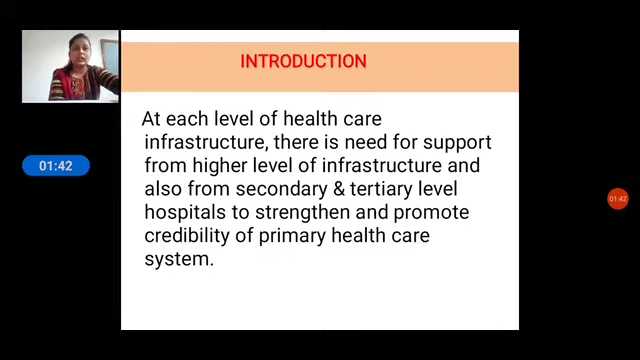 INTRODUCTION
At each level of health care
infrastructure, there is need for support
from higher level of infrastructure and
also from secondary & tertiary level
hospitals to strengthen and promote
credibility of primary health care
system.
01:42
01:42